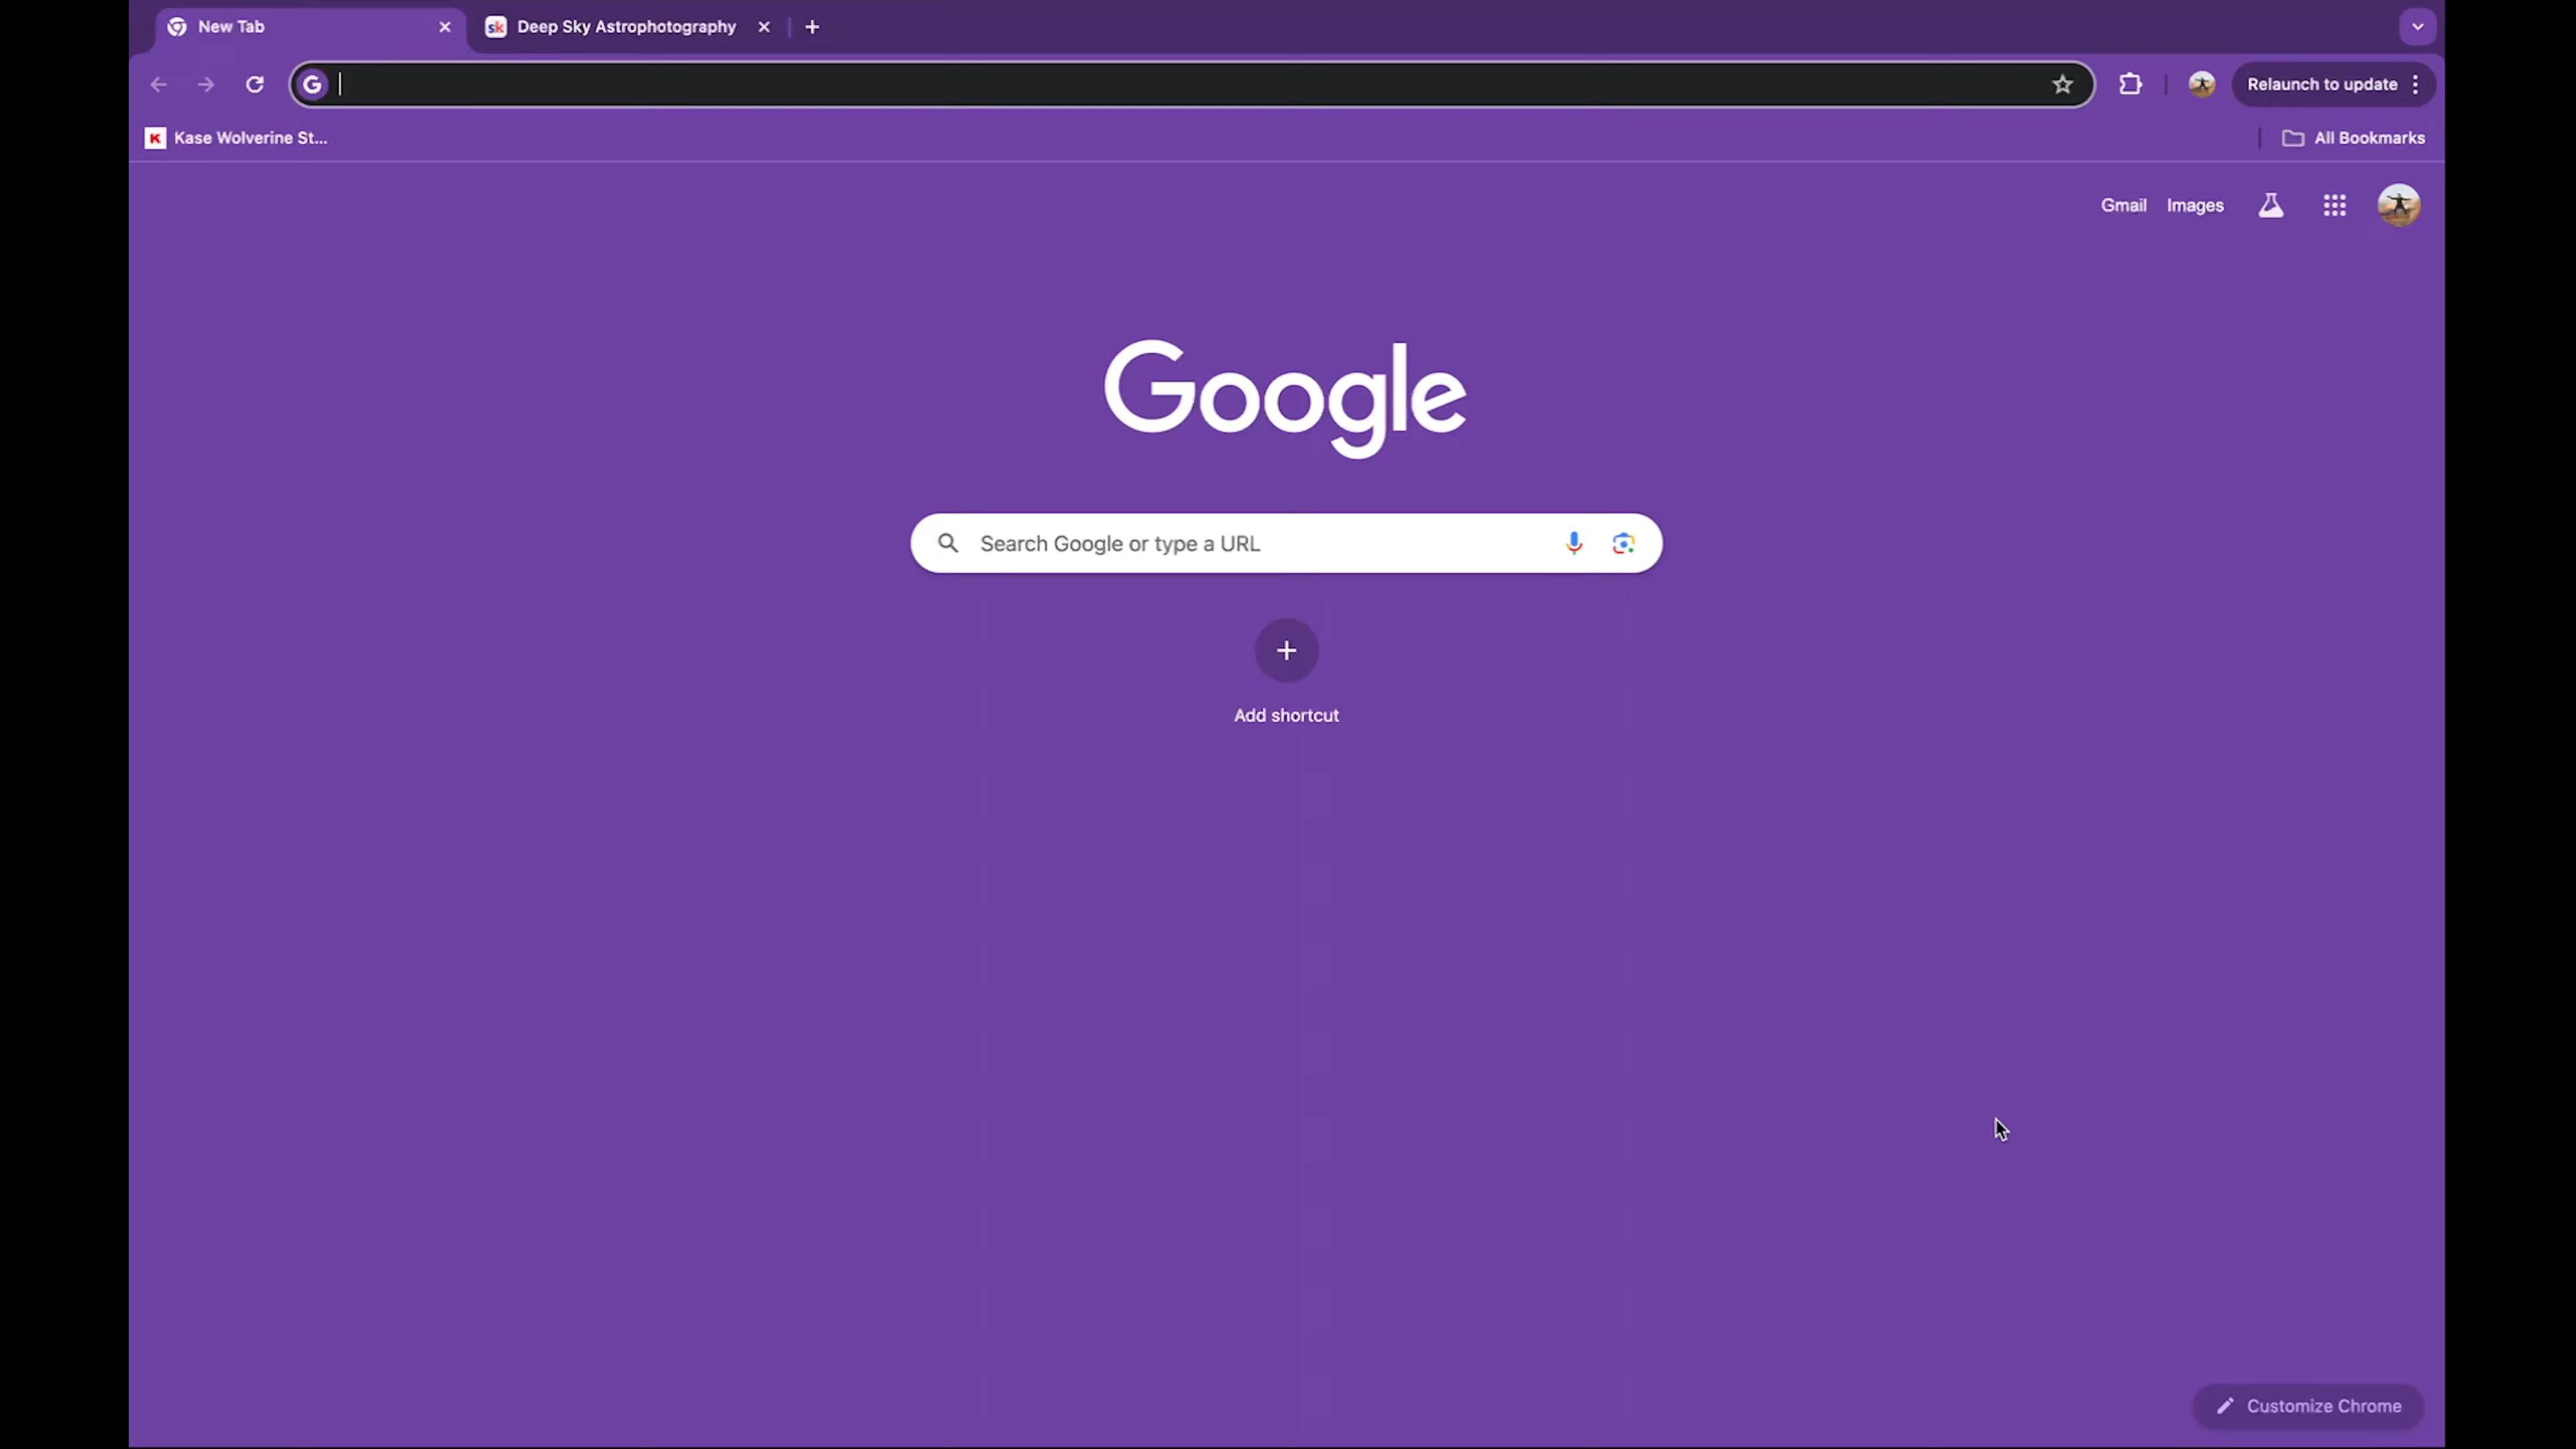 New Tab
sk Deep Sky Astrophotography
G
Relaunch to update
K Kase Wolverine St...
All Bookmarks
Gmail Images
Google
Search Google or type a URL
Add shortcut
Customize Chrome